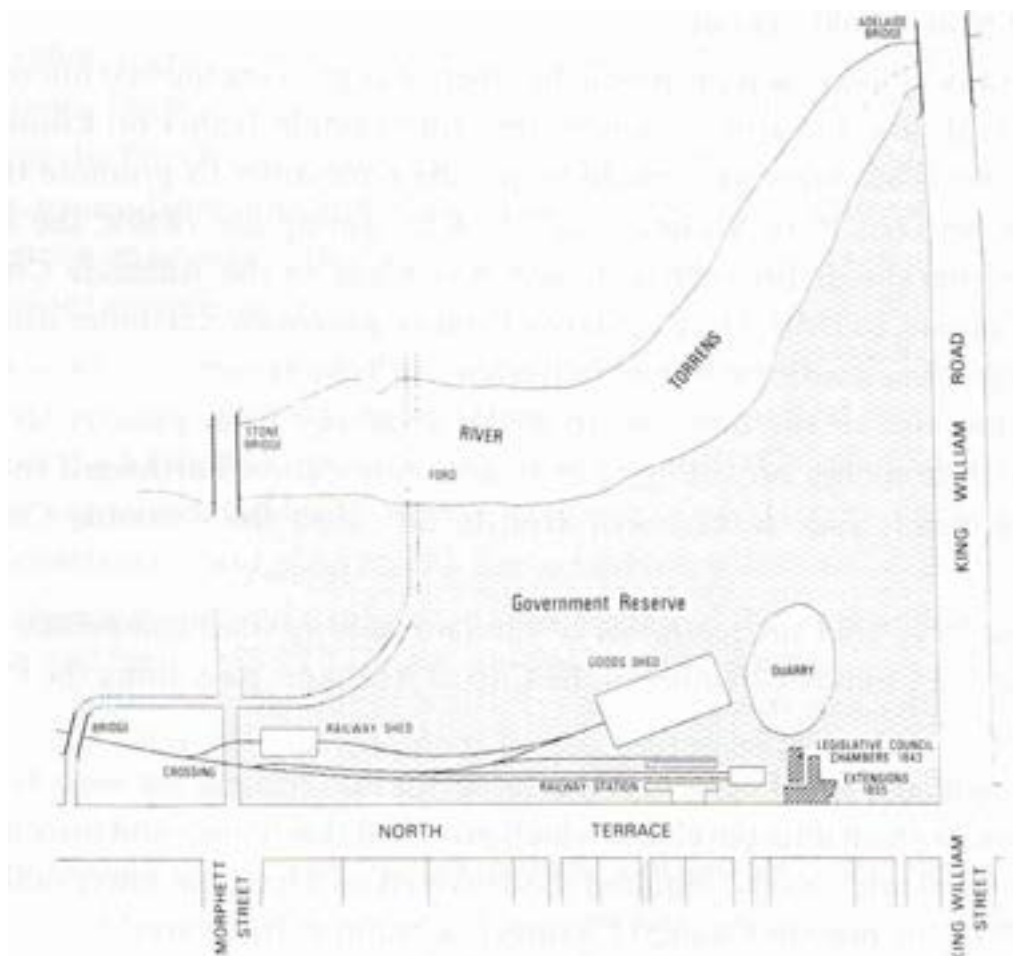 ADELAIDE
BRIDGE
TORRENS
KING WILLIAM ROAD
STONE
BRIDGE
RIVER
FORD
Government Reserve
GOODS SHED
QUARRY
BRIDGE
RAILWAY SHED
LEGISLATIVE COUNCIL
CHAMBERS 1843
CROSSING
EXTENSIONS
1855
RAILWAY STATION
NORTH TERRACE
MORPHETT
STREET
KING WILLIAM
STREET